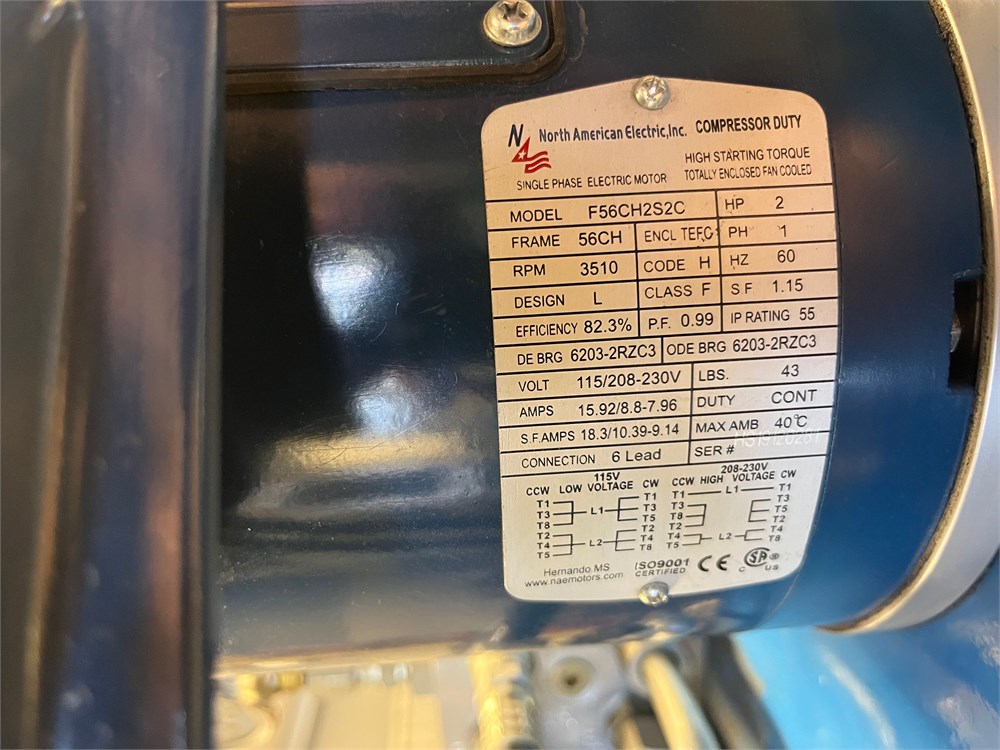 N
North American Electric,Inc. COMPRESSOR DUTY
HIGH STARTING TORQUE
SINGLE PHASE ELECTRIC MOTOR TOTALLY ENCLOSED FAN COOLED
MODEL F56CH2S2C HP 2
FRAME 56CH ENCL TEFC PH 1
RPM 3510 CODE H HZ 60
DESIGN L CLASS F S.F 1.15
EFFICIENCY 82.3% P.F. 0.99 IP RATING 55
DE BRG 6203-2RZC3 ODE BRG 6203-2RZC3
VOLT 115/208-230V LBS. 43
AMPS 15.92/8.8-7.96 DUTY CONT
S.F.AMPS 18.3/10.39-9.14 MAX AMB 40℃
CONNECTION 6 Lead SER #
115V 208-230V
CCW LOW VOLTAGE CW CCW HIGH VOLTAGE CW
T1 T1 T1 L1 T1
T3 L1 T3 T3 T3
T8 T5 T8 T5
T2 T2 T2 T2
T4 L2 T4 T4 L2 T4
T5 T8 T5 T8
Hernando MS ISO9001 CE SA ®
www.naemotors.com CERTIFIED C US